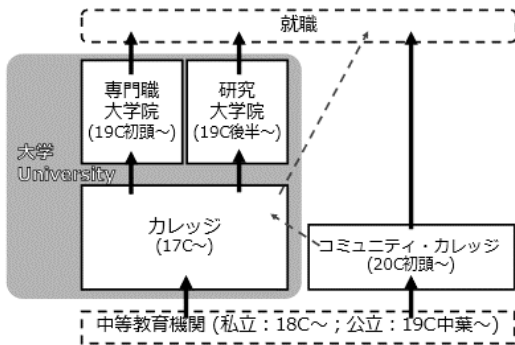 就職
専門職
大学院
(19C初頭～)
研究
大学院
(19C後半～)
大学
University
カレッジ
(17C～)
コミュニティ・カレッジ
(20C初頭～)
中等教育機関 (私立：18C～；公立：19C中葉～)